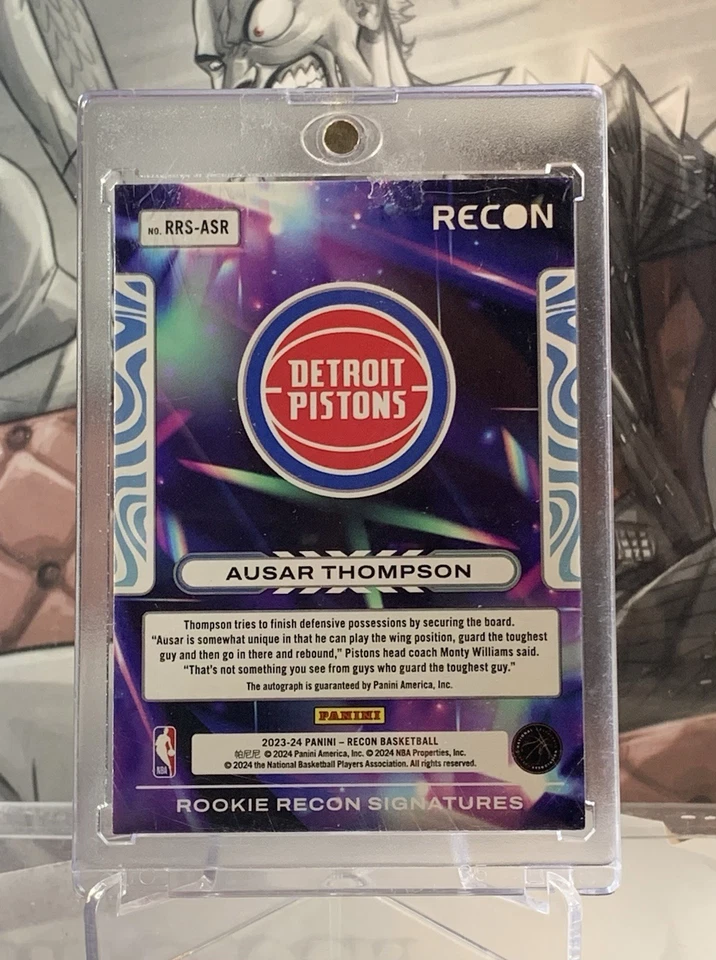 NO. RRS-ASR
RECON
DETROIT
PISTONS
AUSAR THOMPSON
Thompson tries to finish defensive possessions by securing the board.
“Ausar is somewhat unique in that he can play the wing position, guard the toughest
guy and then go in there and rebound,” Pistons head coach Monty Williams said.
“That’s not something you see from guys who guard the toughest guy.”
The autograph is guaranteed by Panini America, Inc.
PANINI
2023-24 PANINI – RECON BASKETBALL
帕尼尼 © 2024 Panini America, Inc. © 2024 NBA Properties, Inc.
© 2024 the National Basketball Players Association. All rights reserved.
NBA
ROOKIE RECON SIGNATURES